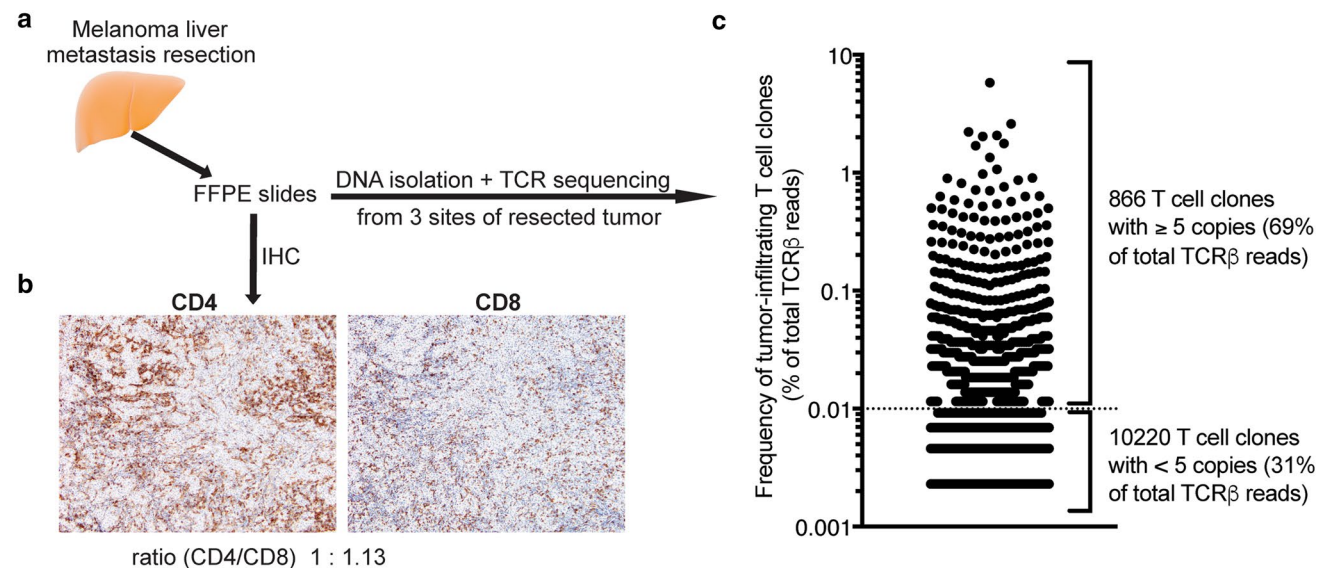 a
Melanoma liver
metastasis resection
FFPE slides
DNA isolation + TCR sequencing
from 3 sites of resected tumor
IHC
b
CD4
CD8
ratio (CD4/CD8) 1 : 1.13
c
Frequency of tumor-infiltrating T cell clones
(% of total TCRβ reads)
10
1
0.1
0.01
0.001
866 T cell clones
with ≥ 5 copies (69%
of total TCRβ reads)
10220 T cell clones
with < 5 copies (31%
of total TCRβ reads)